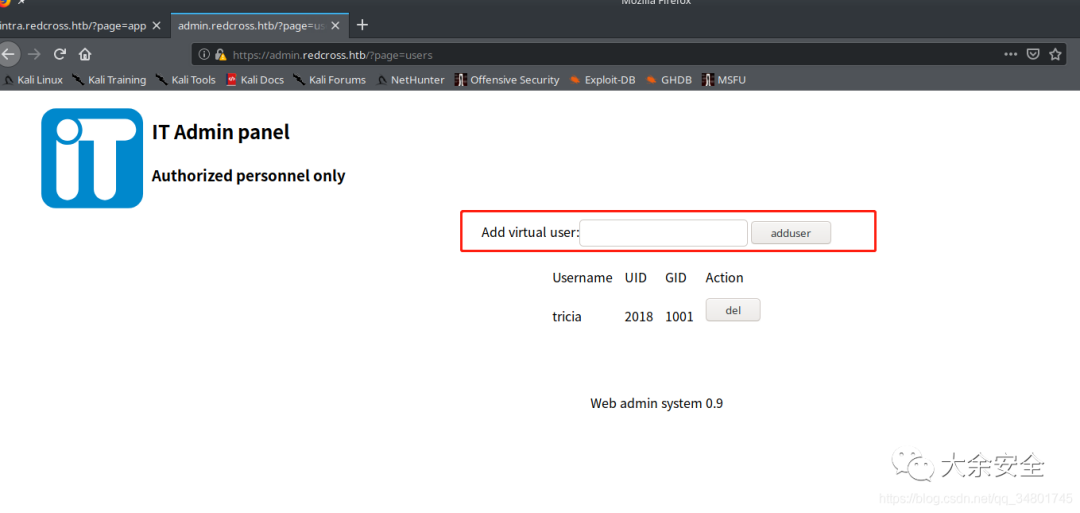 Mozilla Firefox
intra.redcross.htb/?page=app
admin.redcross.htb/?page=us
https://admin.redcross.htb/?page=users
Kali Linux Kali Training Kali Tools Kali Docs Kali Forums NetHunter Offensive Security Exploit-DB GHDB MSFU
iT
IT Admin panel
Authorized personnel only
Add virtual user: adduser
Username UID GID Action
tricia 2018 1001 del
Web admin system 0.9
大余安全
https://blog.csdn.net/qq_34801745